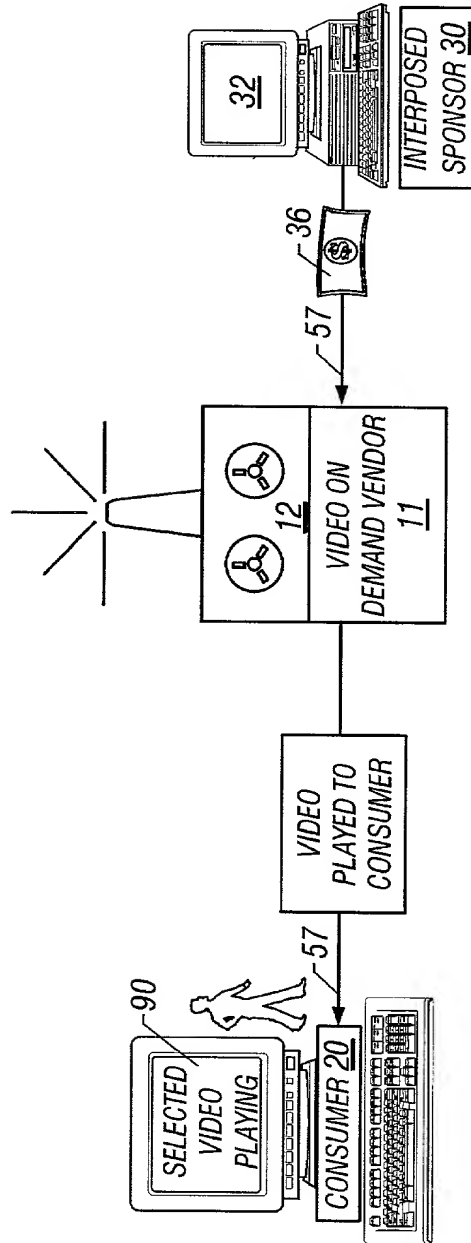 90
SELECTED
VIDEO
PLAYING
CONSUMER 20
57
VIDEO
PLAYED TO
CONSUMER
12
VIDEO ON
DEMAND VENDOR
11
57
36
$
32
INTERPOSED
SPONSOR 30